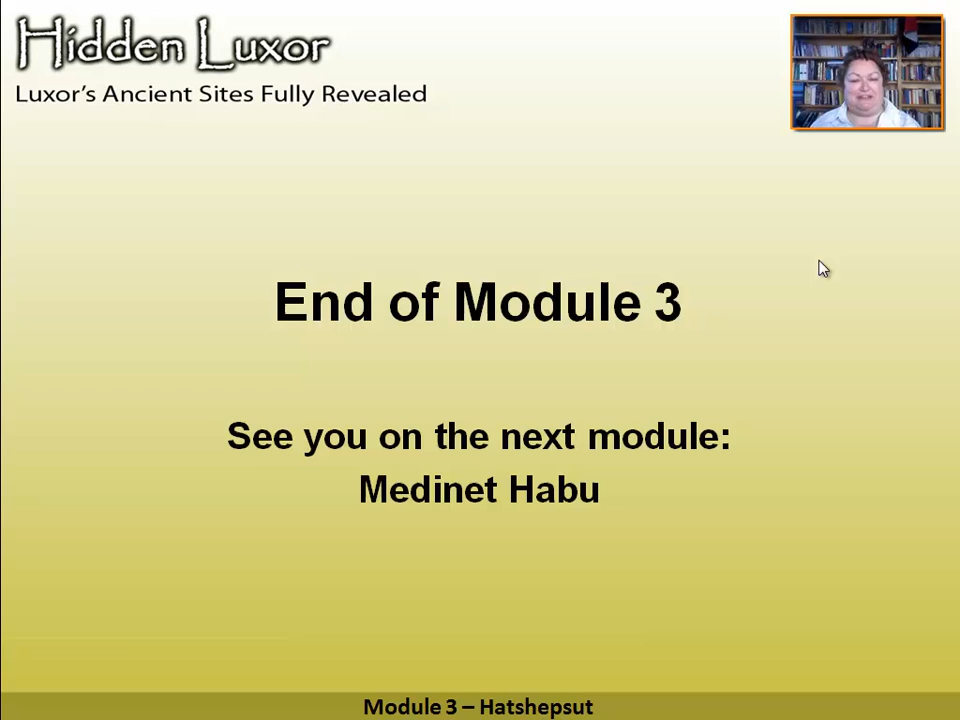 Hidden Luxor
Luxor's Ancient Sites Fully Revealed
End of Module 3
See you on the next module:
Medinet Habu
Module 3 – Hatshepsut